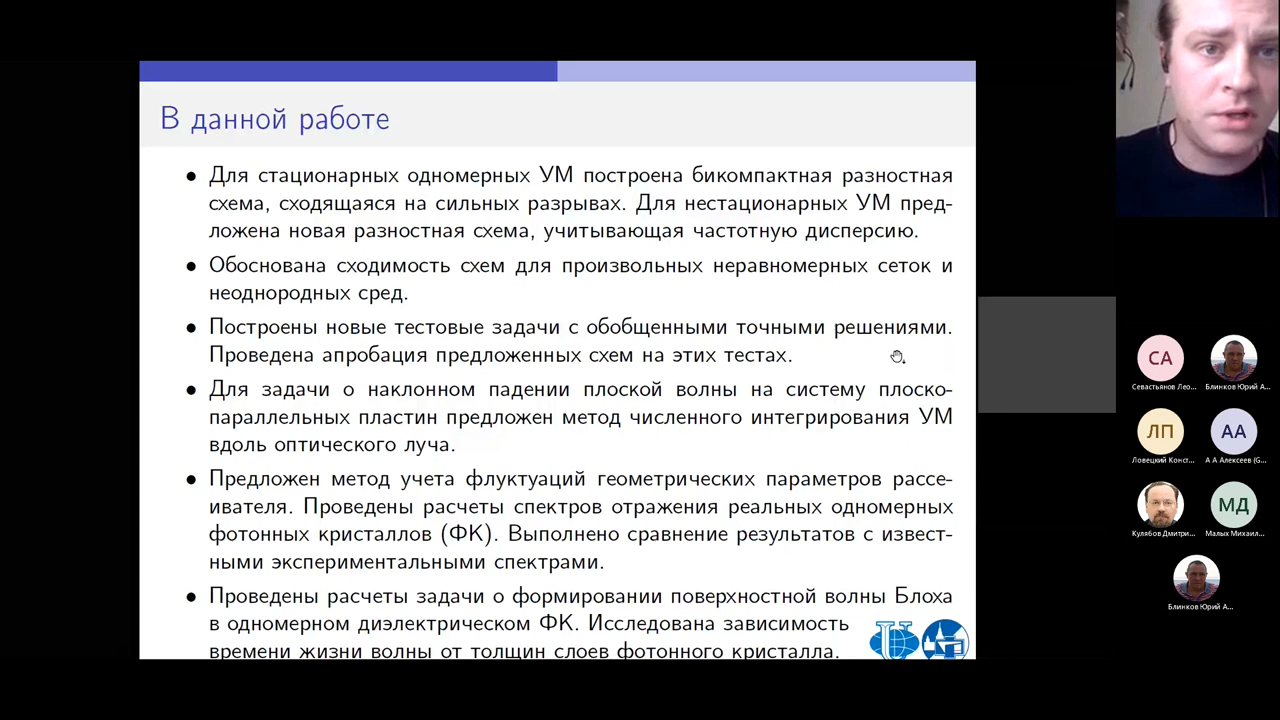 В данной работе
• Для стационарных одномерных УМ построена бикомпактная разностная
схема, сходящаяся на сильных разрывах. Для нестационарных УМ пред-
ложена новая разностная схема, учитывающая частотную дисперсию.
• Обоснована сходимость схем для произвольных неравномерных сеток и
неоднородных сред.
• Построены новые тестовые задачи с обобщенными точными решениями.
Проведена апробация предложенных схем на этих тестах.
• Для задачи о наклонном падении плоской волны на систему плоско-
параллельных пластин предложен метод численного интегрирования УМ
вдоль оптического луча.
• Предложен метод учета флуктуаций геометрических параметров рассе-
ивателя. Проведены расчеты спектров отражения реальных одномерных
фотонных кристаллов (ФК). Выполнено сравнение результатов с извест-
ными экспериментальными спектрами.
• Проведены расчеты задачи о формировании поверхностной волны Блоха
в одномерном диэлектрическом ФК. Исследована зависимость
времени жизни волны от толщин слоев фотонного кристалла.
СА
Севастьянов Лео...
Блинков Юрий А...
ЛП
Ловецкий Конст...
АА
А А Алексеев (G...
Кулябов Дмитри...
МД
Малых Михаил...
Блинков Юрий А...